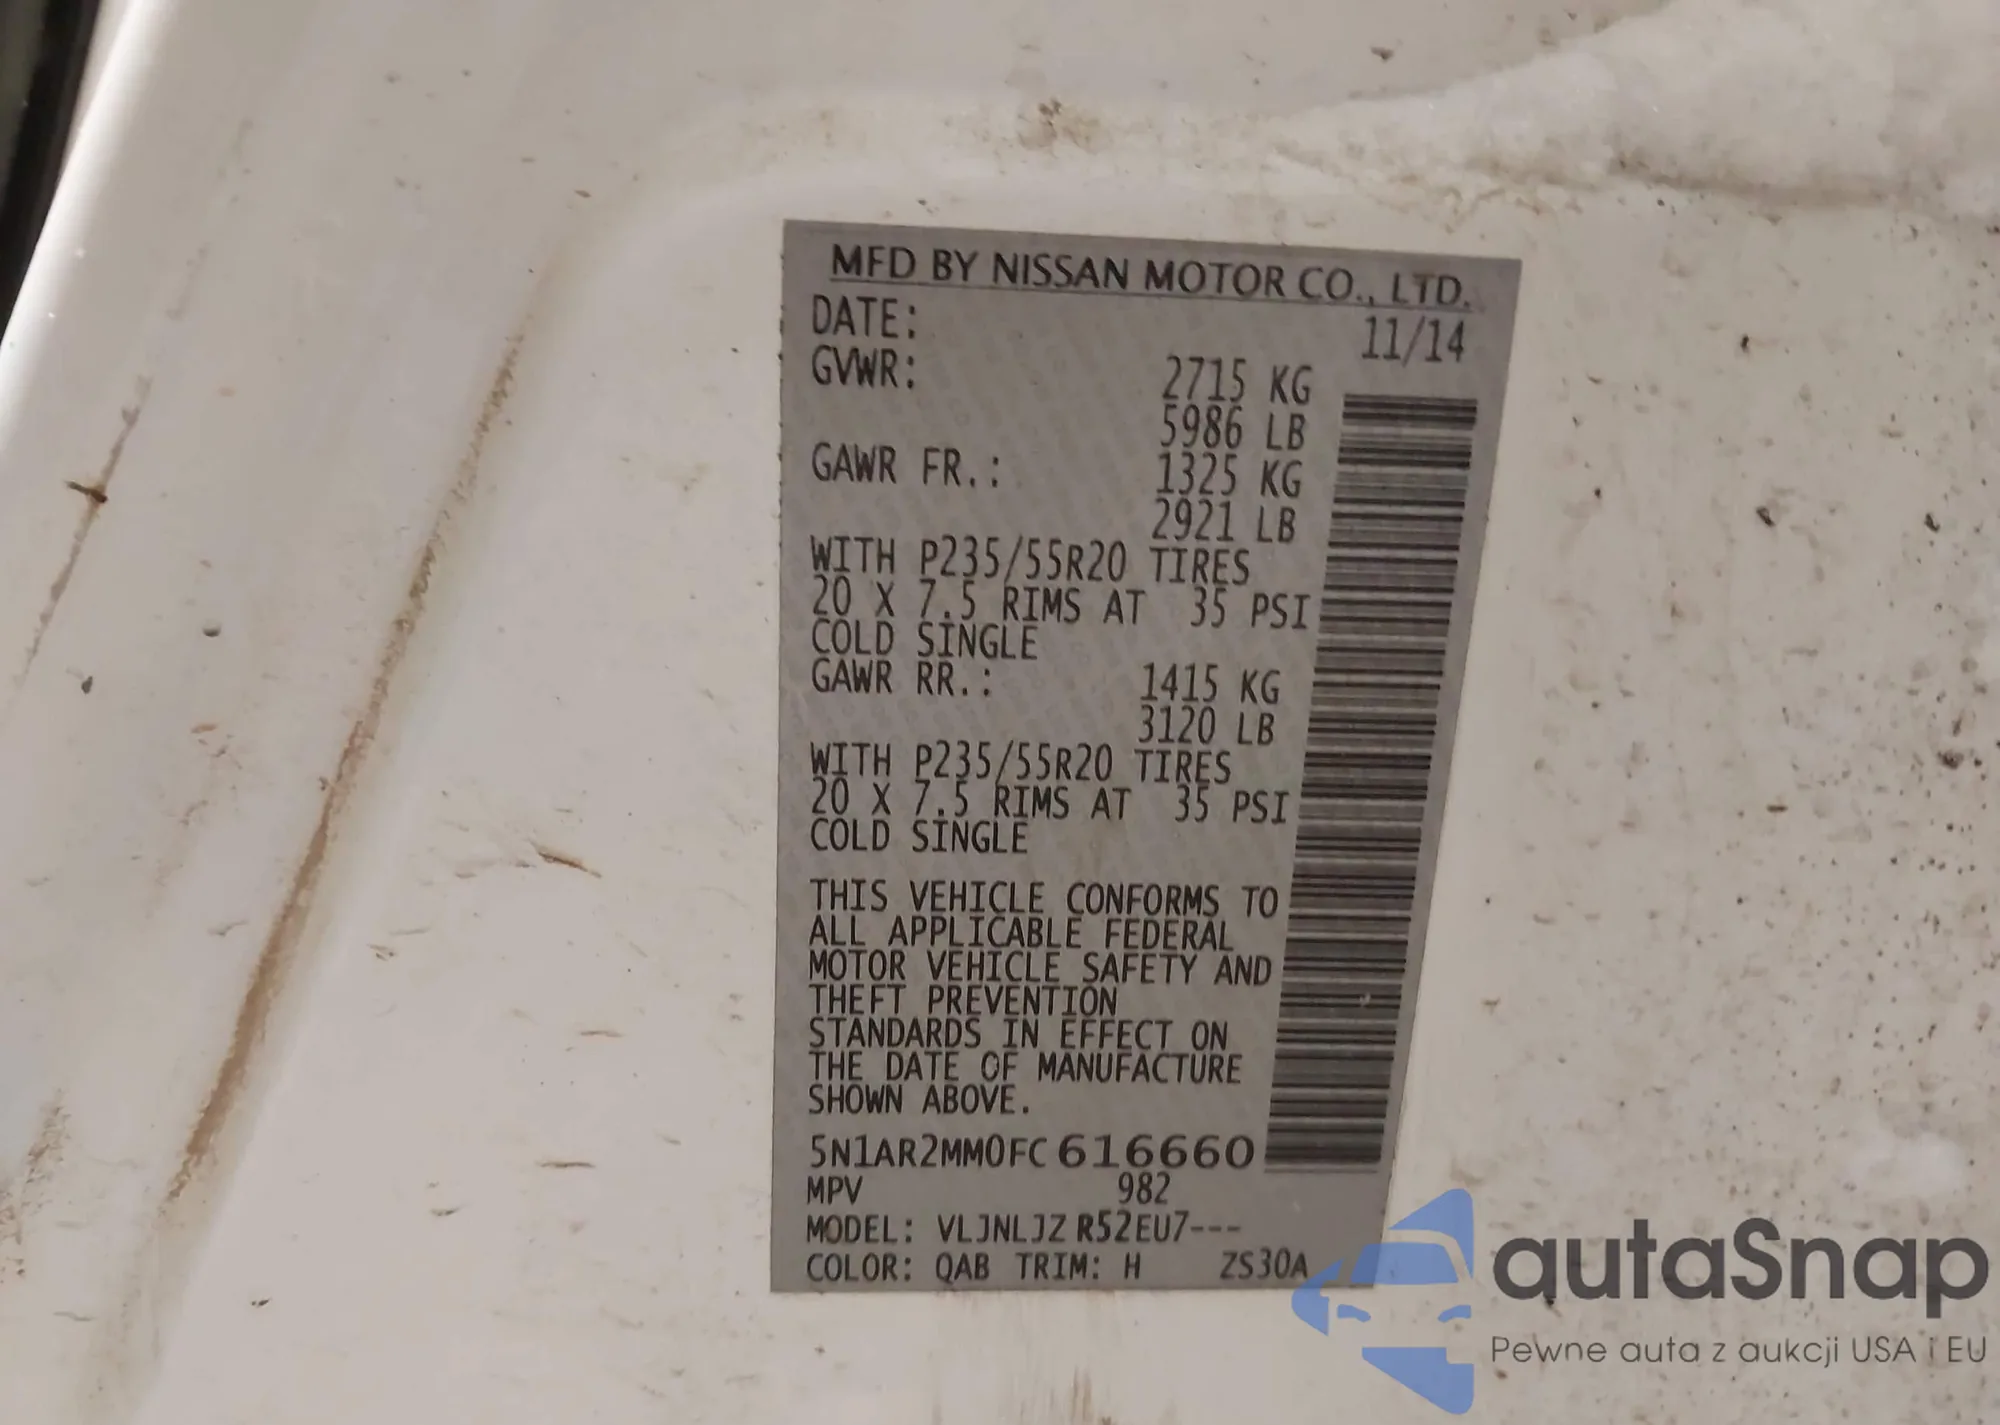 MFD BY NISSAN MOTOR CO., LTD.
DATE: 11/14
GVWR: 2715 KG
5986 LB
GAWR FR.: 1325 KG
2921 LB
WITH P235/55R20 TIRES
20 X 7.5 RIMS AT 35 PSI
COLD SINGLE
GAWR RR.: 1415 KG
3120 LB
WITH P235/55R20 TIRES
20 X 7.5 RIMS AT 35 PSI
COLD SINGLE
THIS VEHICLE CONFORMS TO
ALL APPLICABLE FEDERAL
MOTOR VEHICLE SAFETY AND
THEFT PREVENTION
STANDARDS IN EFFECT ON
THE DATE OF MANUFACTURE
SHOWN ABOVE.
5N1AR2MM0FC616660
MPV 982
MODEL: VLJNLJZ R52EU7---
COLOR: QAB TRIM: H ZS30A
autaSnap
Pewne auta z aukcji USA i EU